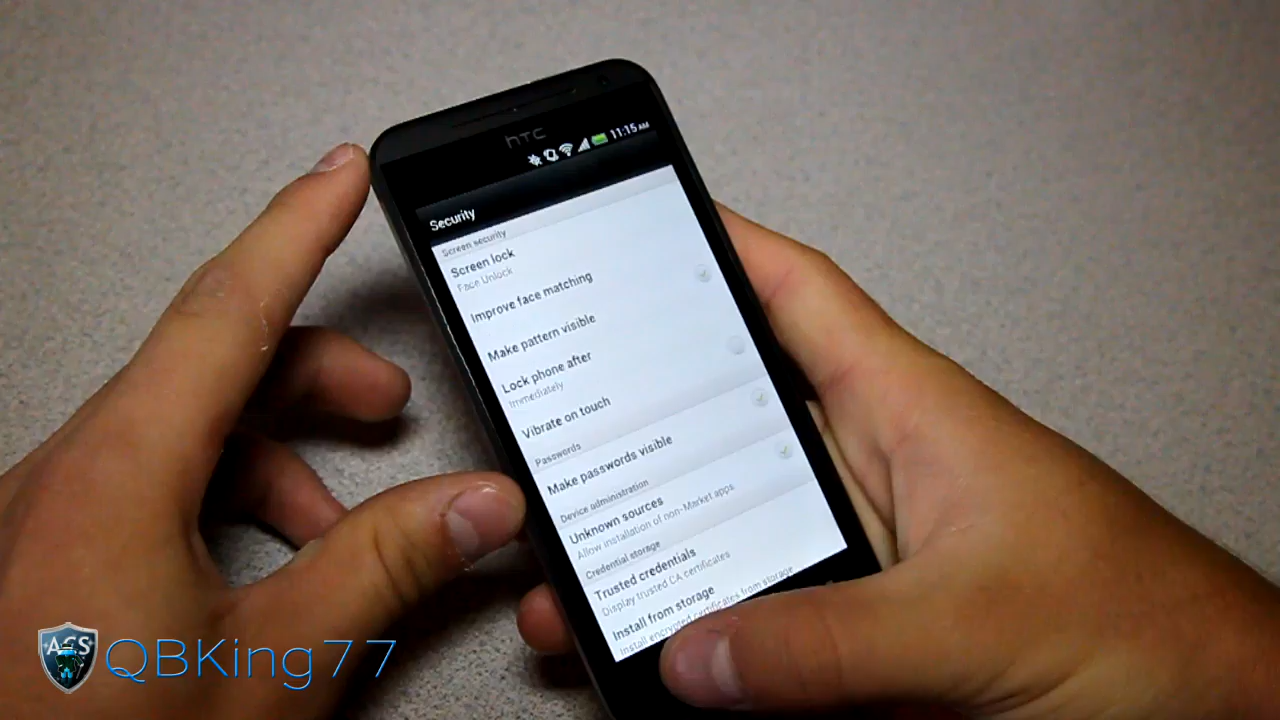 hTC
11:15 AM
Security
Screen security
Screen lock
Face Unlock
Improve face matching
Make pattern visible
Lock phone after
Immediately
Vibrate on touch
Passwords
Make passwords visible
Device administration
Unknown sources
Allow installation of non-Market apps
Credential storage
Trusted credentials
Display trusted CA certificates
Install from storage
Install encrypted certificates from storage
ACS
QBKing77